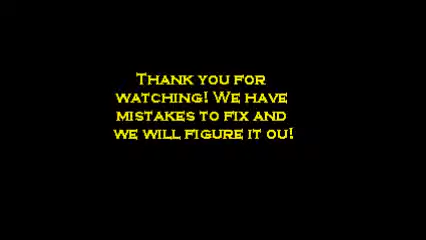 Thank you for
watching! We have
mistakes to fix and
we will figure it ou!